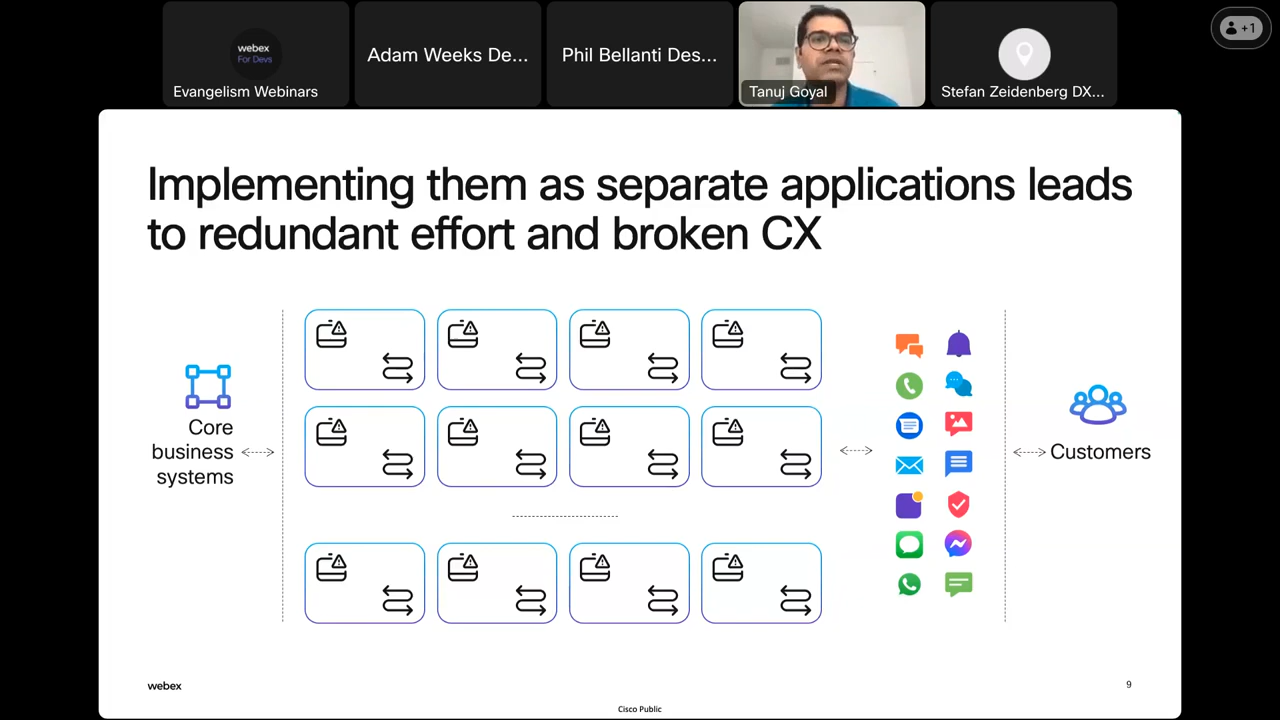 webex
For Devs
Evangelism Webinars
Adam Weeks De...
Phil Bellanti Des...
Tanuj Goyal
Stefan Zeidenberg DX...
+1
Implementing them as separate applications leads
to redundant effort and broken CX
Core
business
systems
Customers
webex
9
Cisco Public